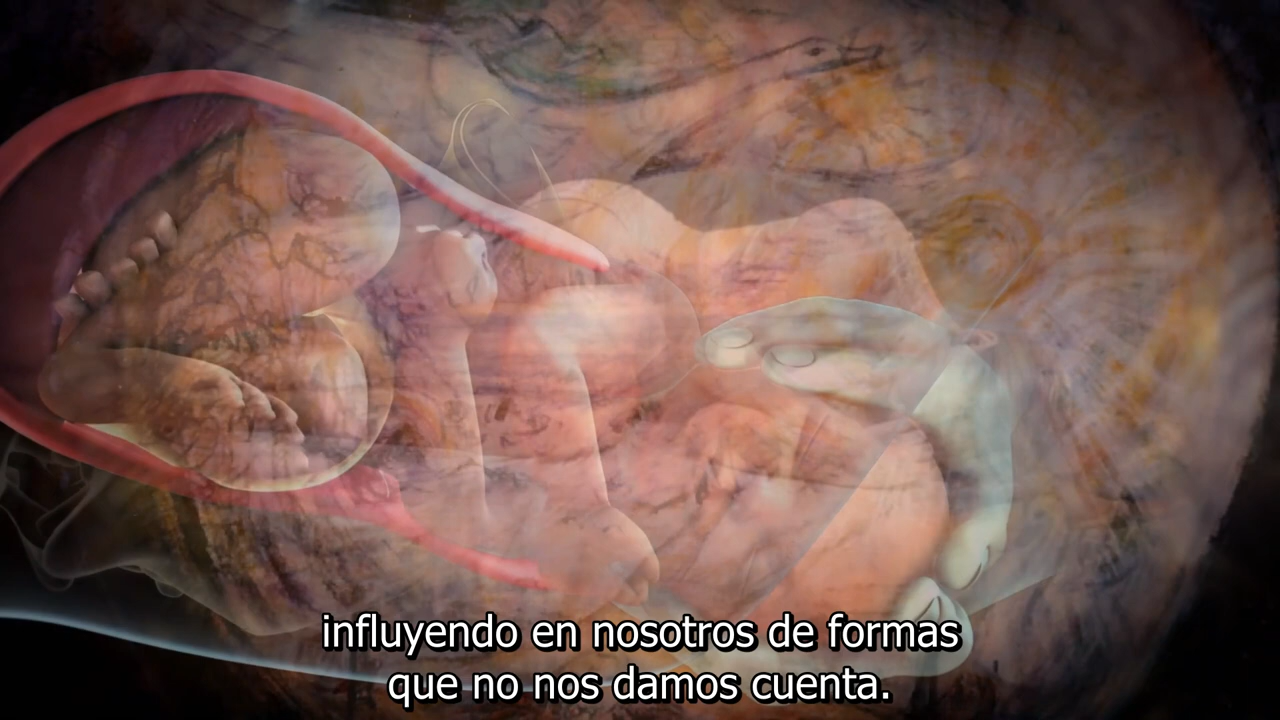 influyendo en nosotros de formas
que no nos damos cuenta.